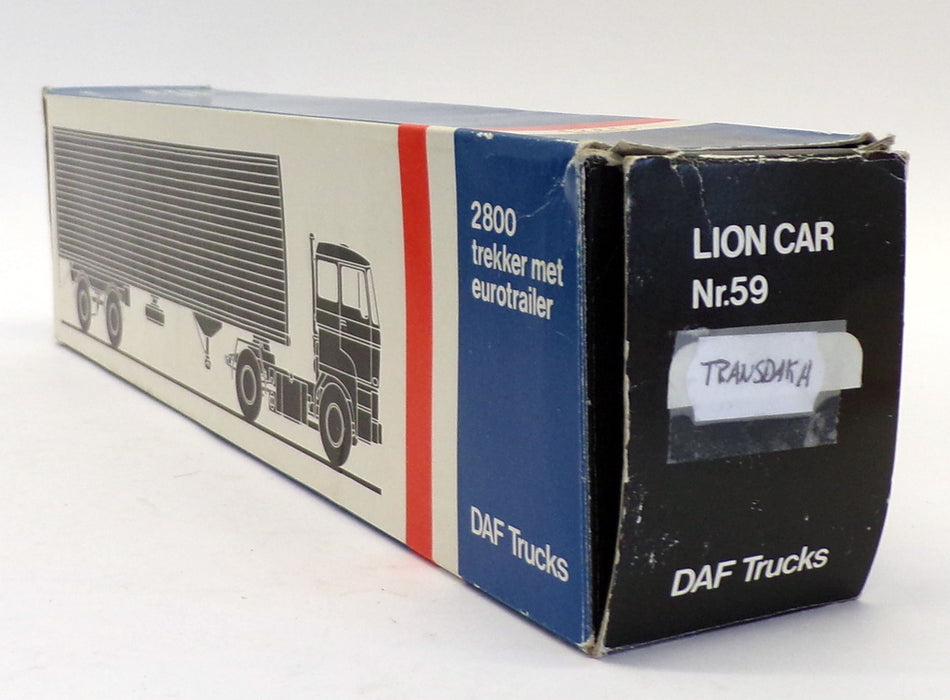 2800
trekker met
eurotrailer
DAF Trucks
LION CAR
Nr.59
TRANSDAKA
DAF Trucks